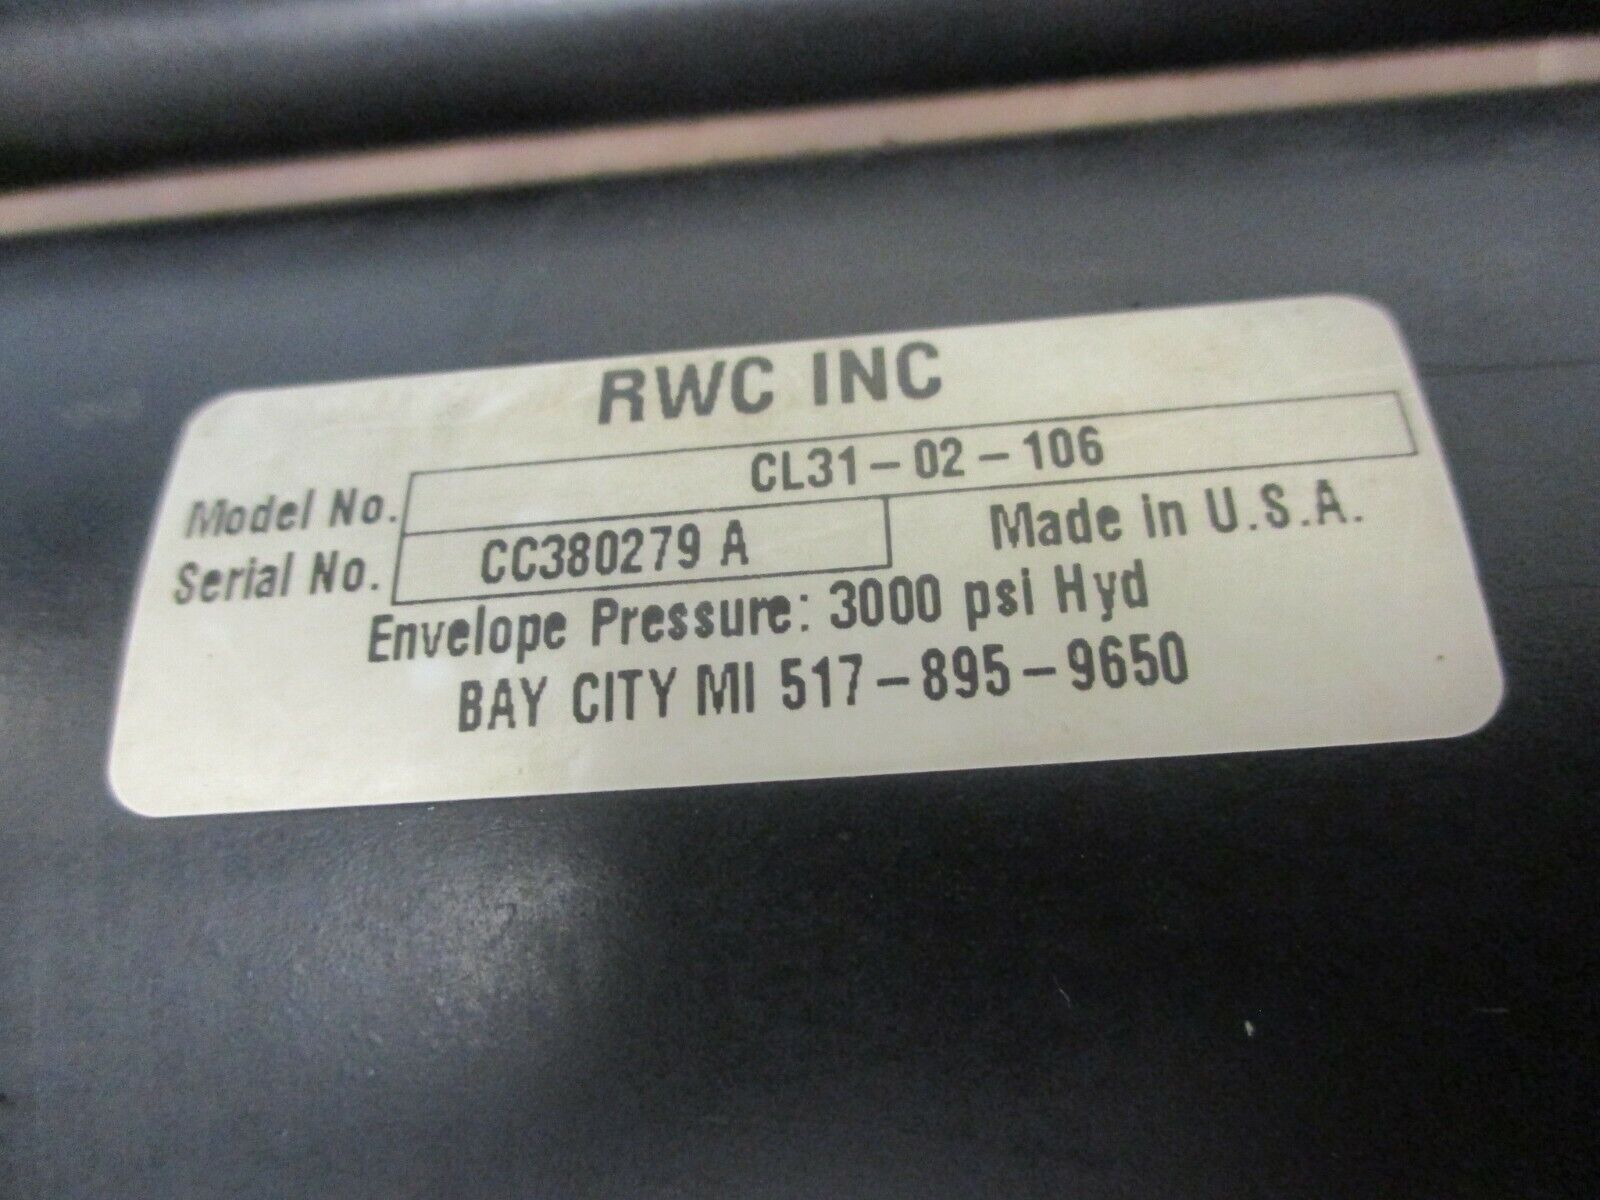 RWC INC
Model No. CL31-02-106
Serial No. CC380279 A Made in U.S.A.
Envelope Pressure: 3000 psi Hyd
BAY CITY MI 517-895-9650